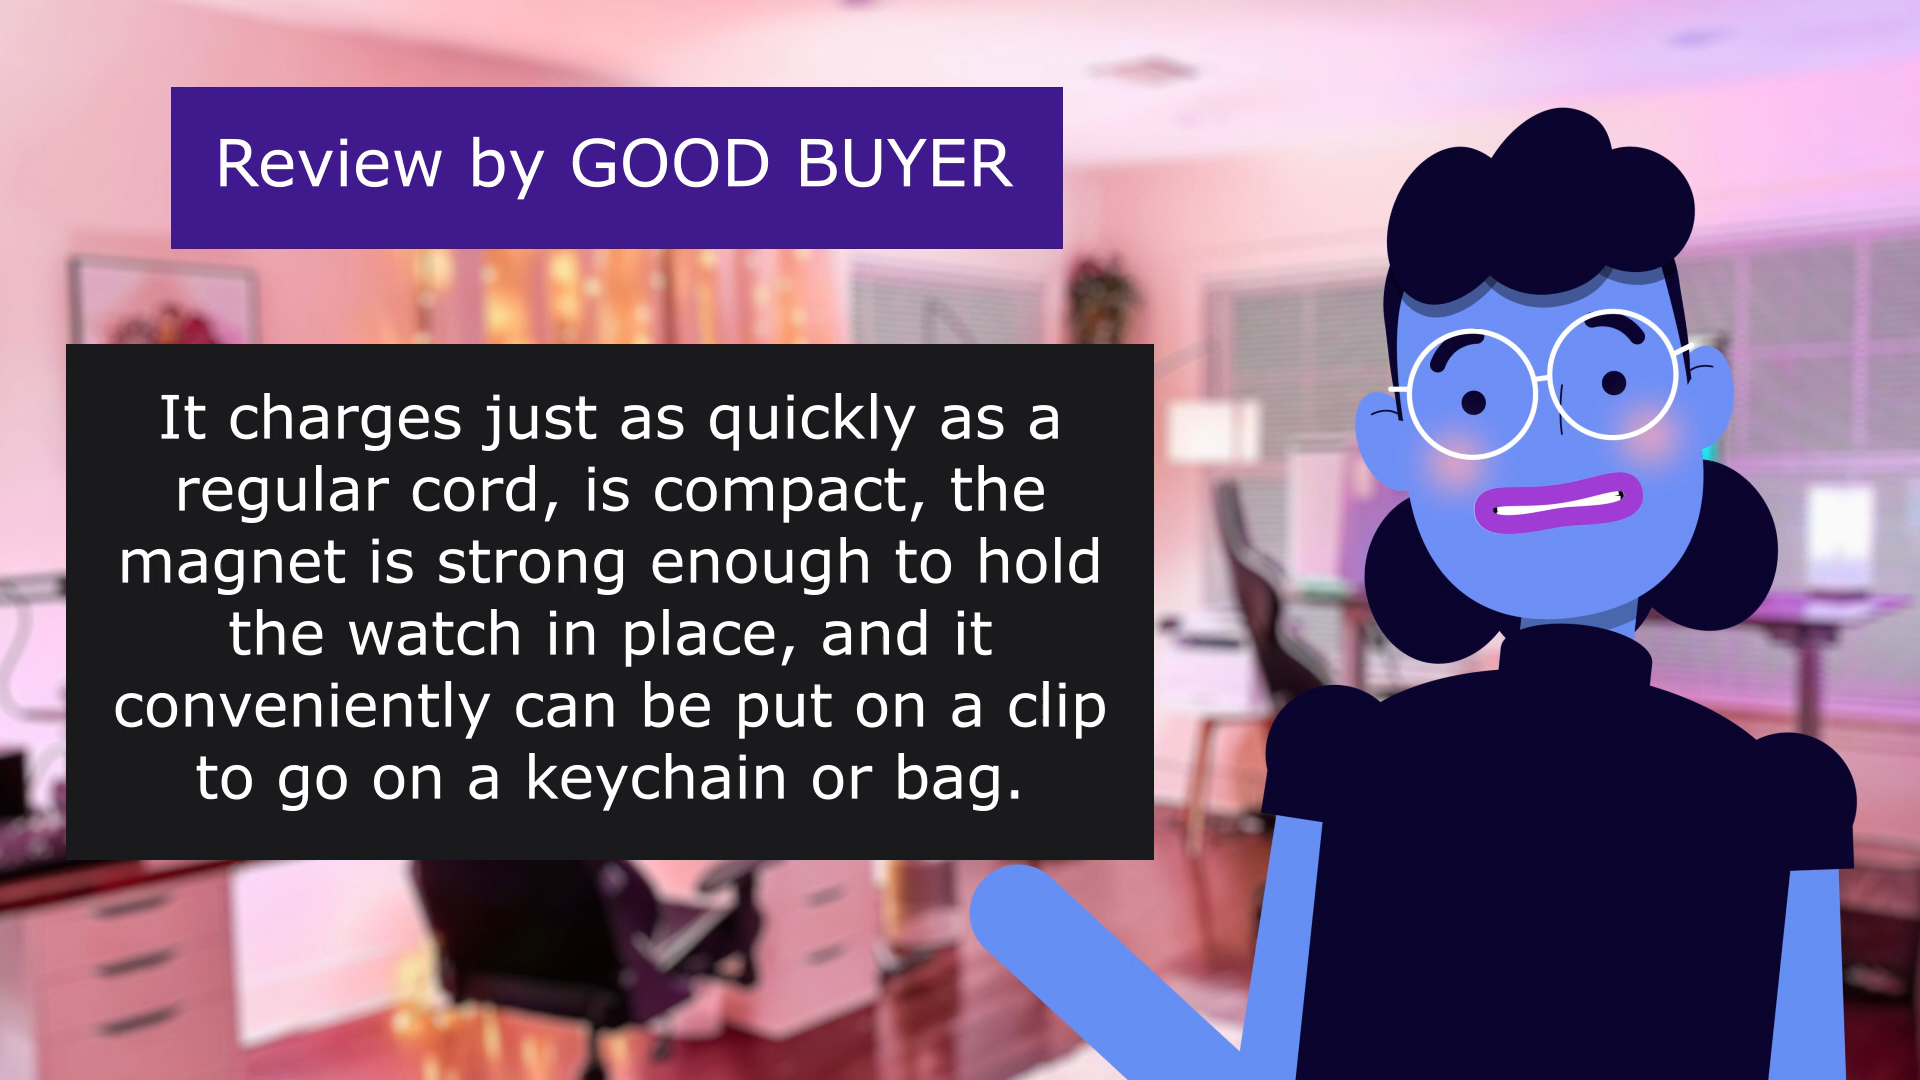 Review by GOOD BUYER
It charges just as quickly as a
regular cord, is compact, the
magnet is strong enough to hold
the watch in place, and it
conveniently can be put on a clip
to go on a keychain or bag.